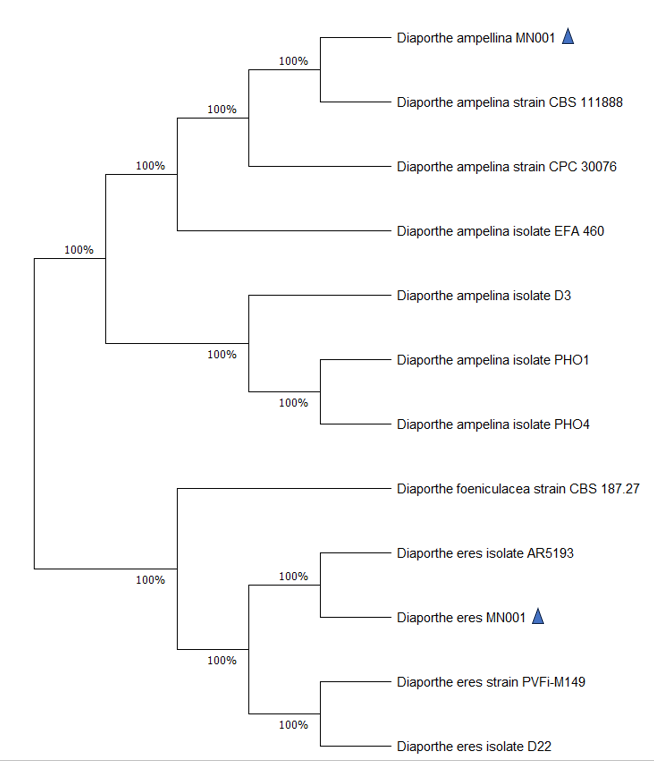 Diaporthe ampellina MN001
100%
Diaporthe ampelina strain CBS 111888
100%
Diaporthe ampelina strain CPC 30076
100%
Diaporthe ampelina isolate EFA 460
100%
Diaporthe ampelina isolate D3
100%
Diaporthe ampelina isolate PHO1
100%
Diaporthe ampelina isolate PHO4
Diaporthe foeniculacea strain CBS 187.27
Diaporthe eres isolate AR5193
100%
100%
Diaporthe eres MN001
100%
Diaporthe eres strain PVFi-M149
100%
Diaporthe eres isolate D22